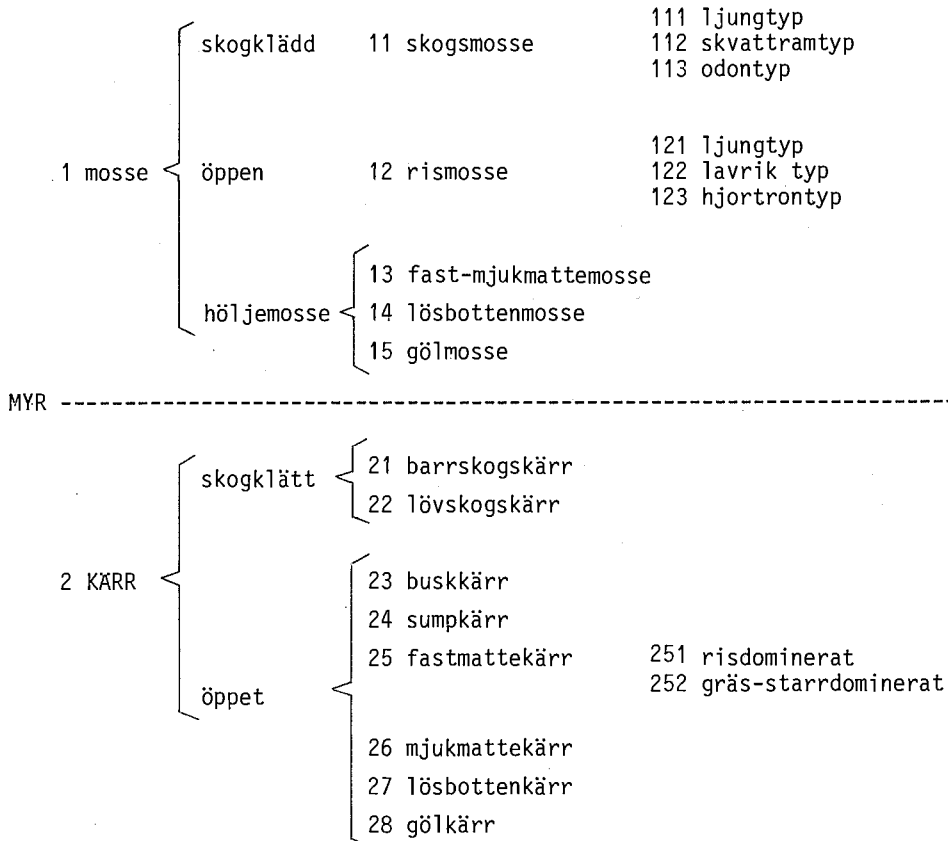 111 ljungtyp
skogklädd 11 skogsmosse 112 skvattramtyp
113 odontyp
121 ljungtyp
1 mosse öppen 12 rismosse 122 lavrik typ
123 hjortrontyp
13 fast-mjukmattemosse
höljemosse 14 lösbottenmosse
15 gölmosse
MYR
21 barrskogskärr
skogklätt
22 lövskogskärr
2 KÄRR 23 buskkärr
24 sumpkärr
25 fastmattekärr 251 risdominerat
252 gräs-starrdominerat
öppet
26 mjukmattekärr
27 lösbottenkärr
28 gölkärr